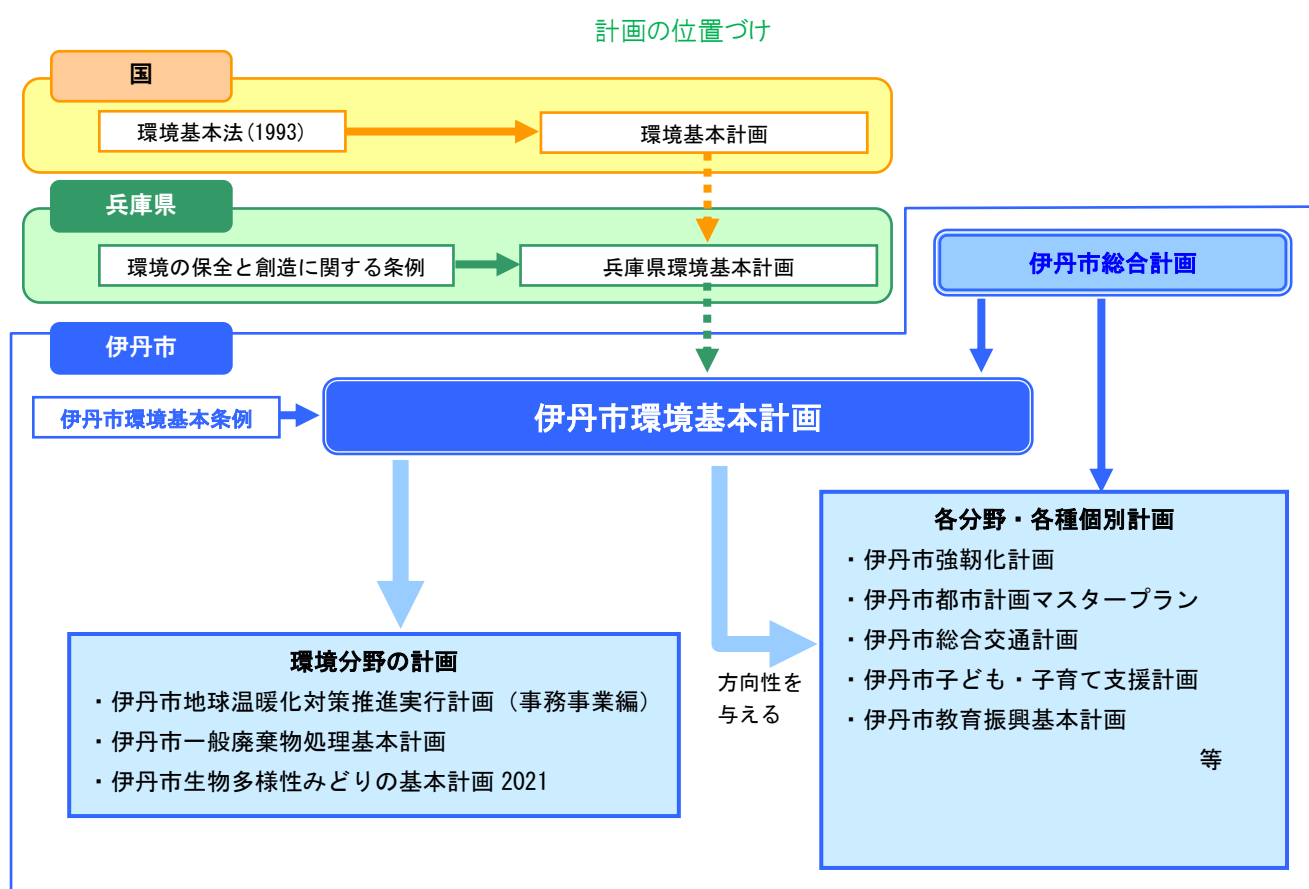 計画の位置づけ
国
環境基本法(1993)
環境基本計画
兵庫県
環境の保全と創造に関する条例
兵庫県環境基本計画
伊丹市総合計画
伊丹市
伊丹市環境基本条例
伊丹市環境基本計画
各分野・各種個別計画
・伊丹市強靭化計画
・伊丹市都市計画マスタープラン
・伊丹市総合交通計画
・伊丹市子ども・子育て支援計画
・伊丹市教育振興基本計画
等
方向性を
与える
環境分野の計画
・伊丹市地球温暖化対策推進実行計画（事務事業編）
・伊丹市一般廃棄物処理基本計画
・伊丹市生物多様性みどりの基本計画 2021